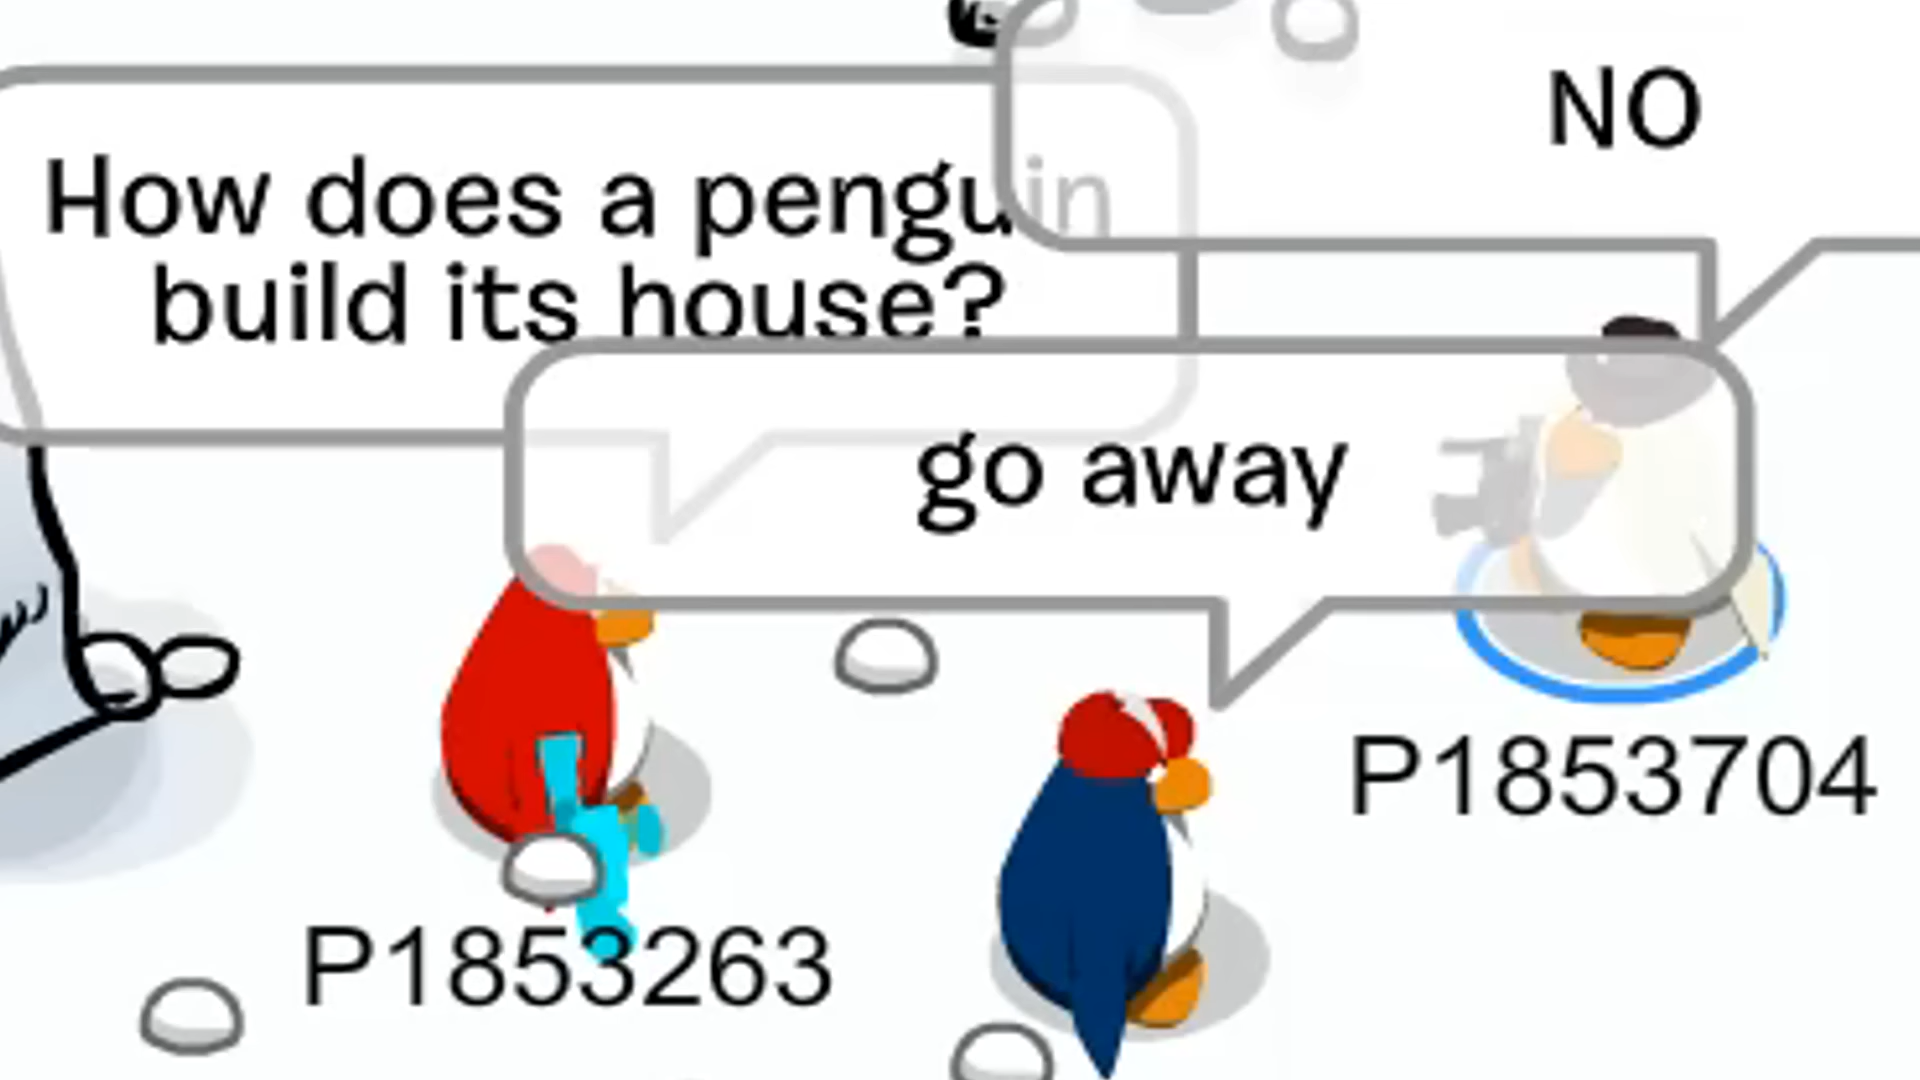 NO
How does a penguin
build its house?
go away
P1853704
P1853263